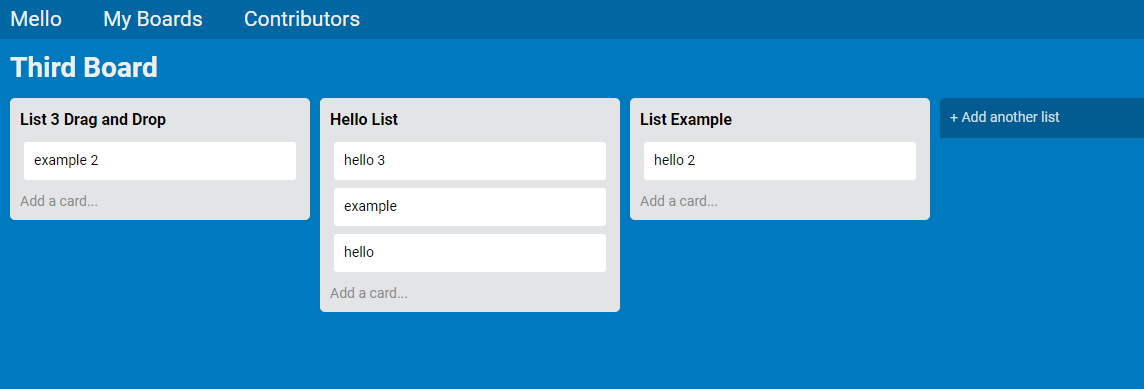 Mello My Boards Contributors
Third Board
List 3 Drag and Drop
example 2
Add a card...
Hello List
hello 3
example
hello
Add a card...
List Example
hello 2
Add a card...
+ Add another list